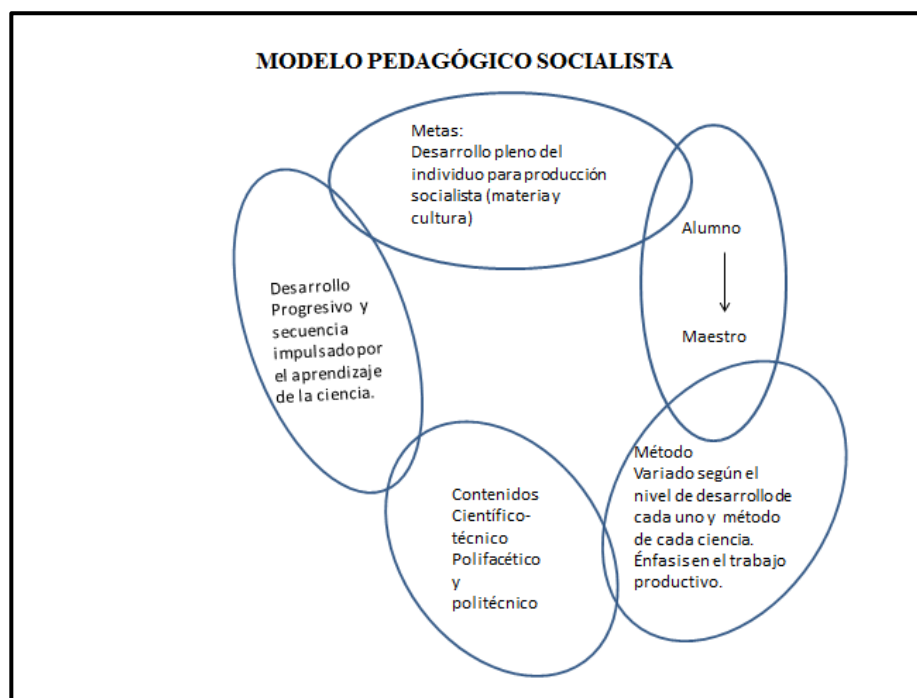 MODELO PEDAGÓGICO SOCIALISTA
Metas:
Desarrollo pleno del
individuo para producción
socialista (materia y
cultura)
Alumno
Maestro
Método
Variado según el
nivel de desarrollo de
cada uno y método
de cada ciencia.
Énfasis en el trabajo
productivo.
Contenidos
Científico-
técnico
Polifacético
y
politécnico
Desarrollo
Progresivo y
secuencia
impulsado por
el aprendizaje
de la ciencia.